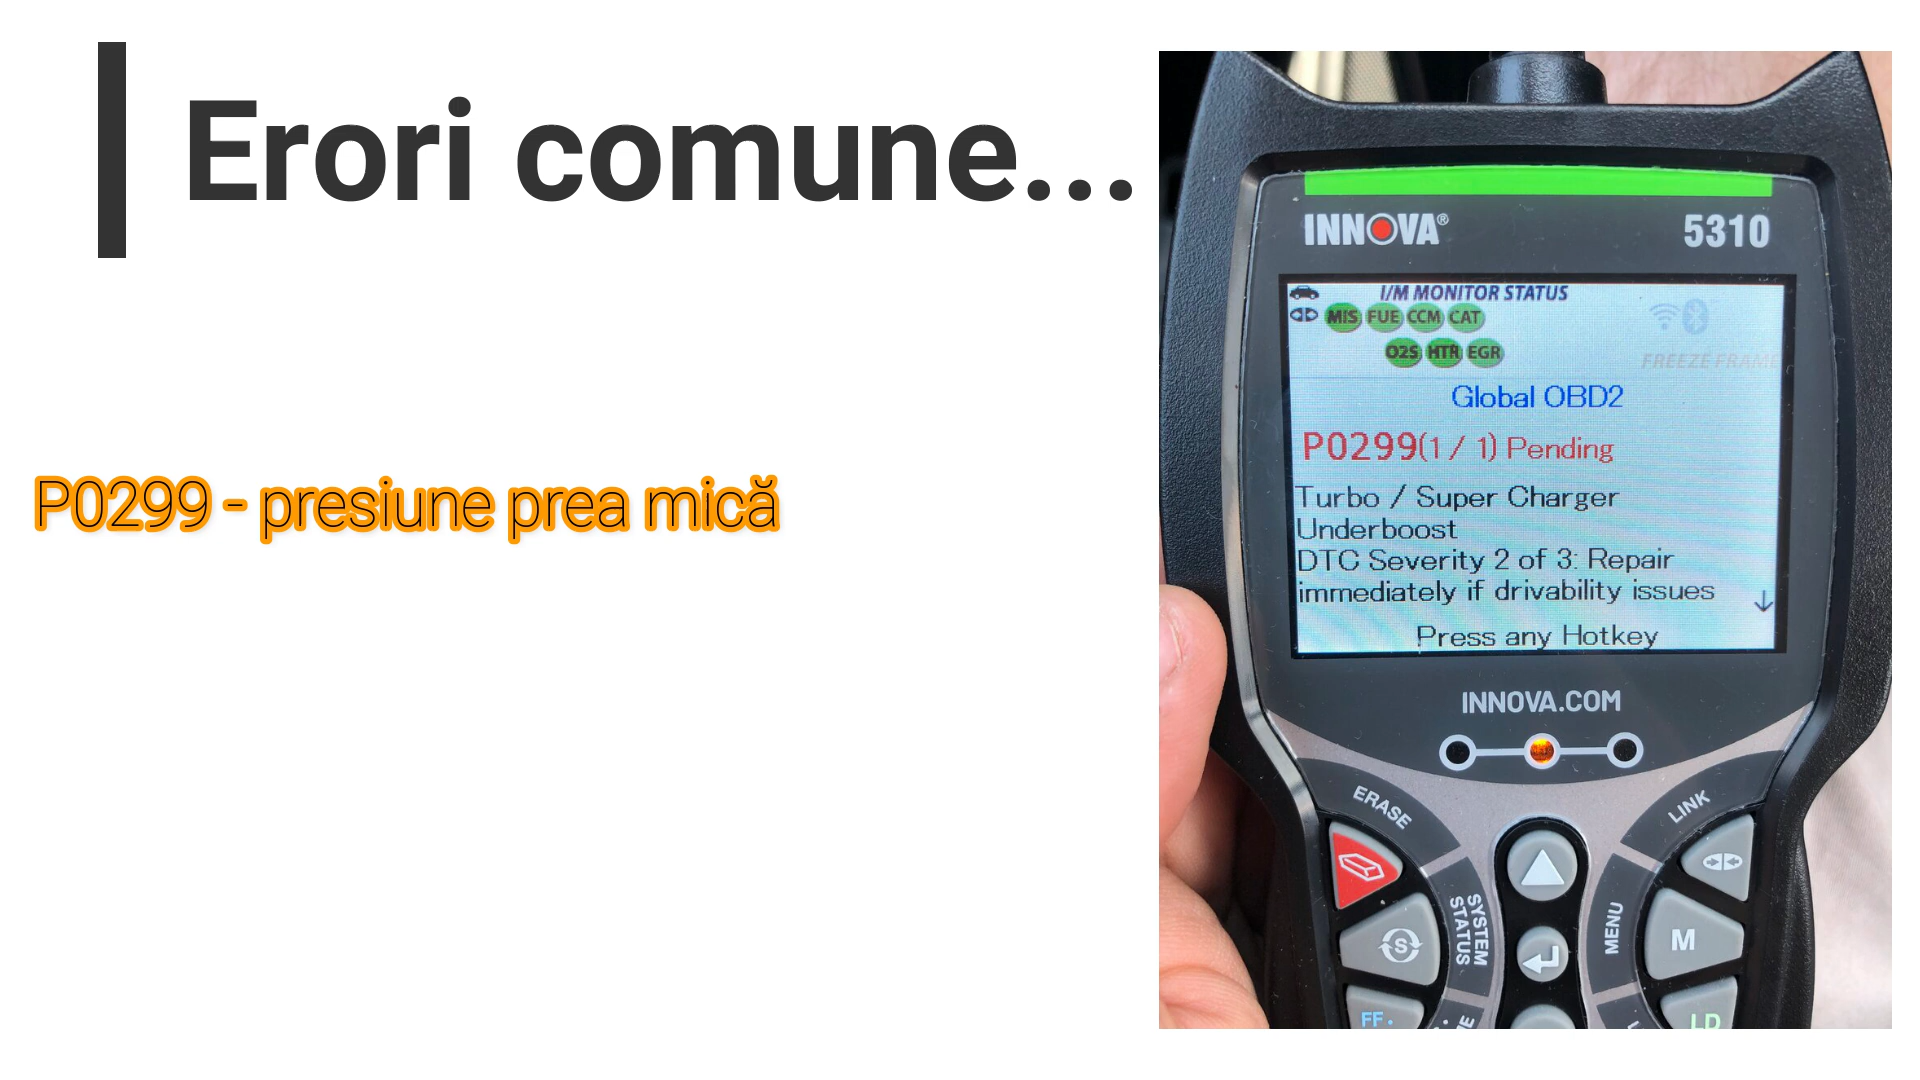 Erori comune...
P0299 - presiune prea mică
INNOVA®
5310
I/M MONITOR STATUS
MIS FUE CCM CAT
O2S HTR EGR
FREEZE FRAME
Global OBD2
P0299(1 / 1) Pending
Turbo / Super Charger
Underboost
DTC Severity 2 of 3: Repair
immediately if drivability issues
Press any Hotkey
INNOVA.COM
ERASE
LINK
SYSTEM
STATUS
S
MENU
M
FF
LD